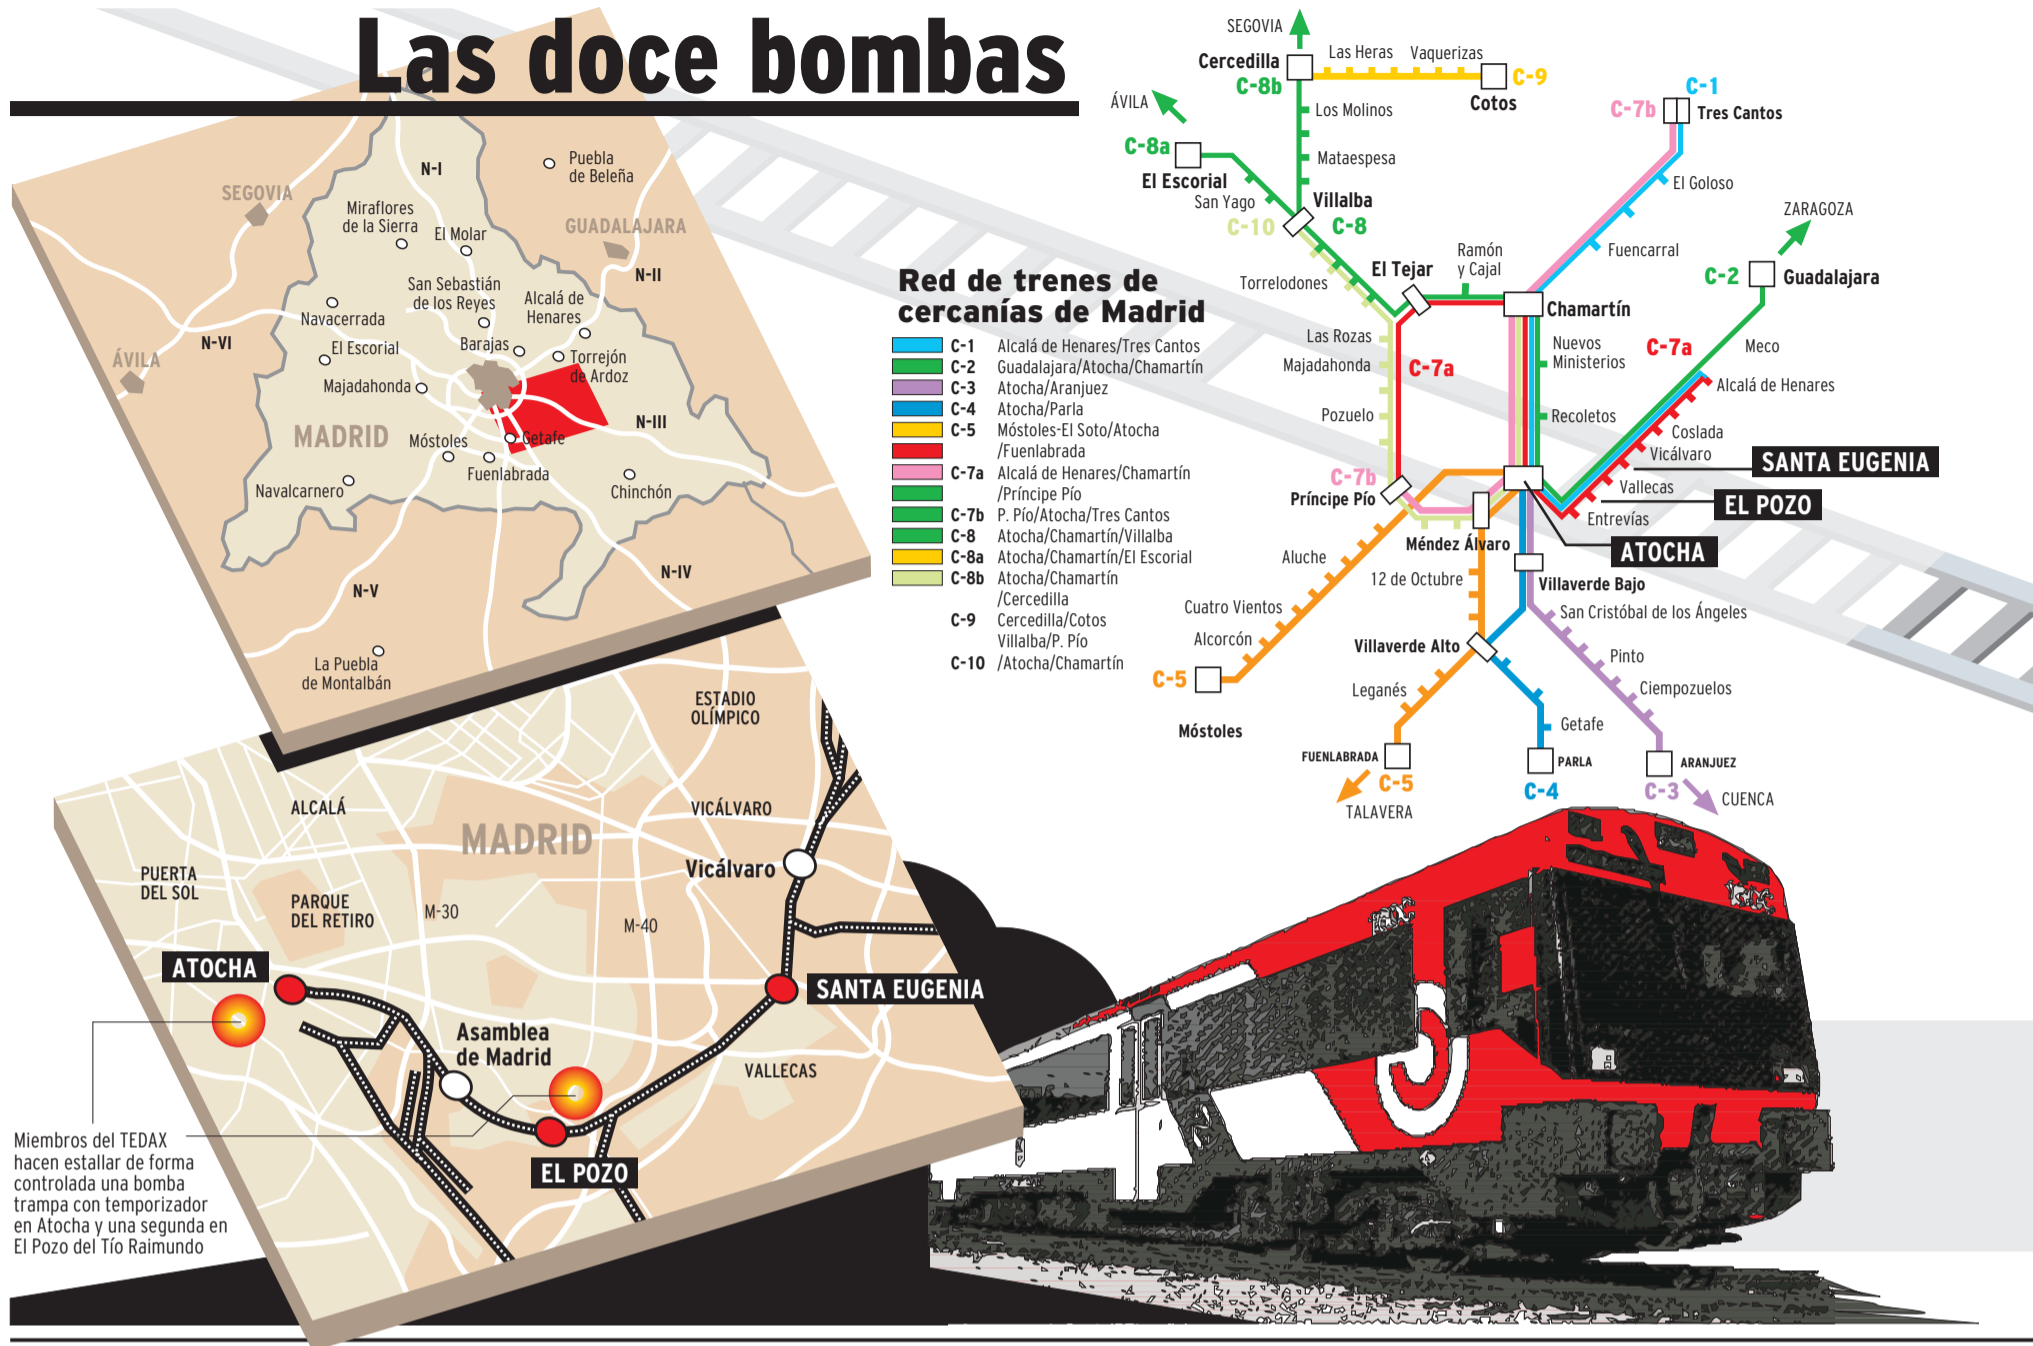 Las doce bombas
SEGOVIA
GUADALAJARA
ÁVILA
MADRID
N-I
N-II
N-III
N-IV
N-V
N-VI
Puebla
de Beleña
Miraflores
de la Sierra
El Molar
San Sebastián
de los Reyes
Alcalá de
Henares
Navacerrada
El Escorial
Barajas
Torrejón
de Ardoz
Majadahonda
Móstoles
Getafe
Fuenlabrada
Navalcarnero
Chinchón
La Puebla
de Montalbán
Red de trenes de
cercanías de Madrid
C-1 Alcalá de Henares/Tres Cantos
C-2 Guadalajara/Atocha/Chamartín
C-3 Atocha/Aranjuez
C-4 Atocha/Parla
C-5 Móstoles-El Soto/Atocha
/Fuenlabrada
C-7a Alcalá de Henares/Chamartín
/Príncipe Pío
C-7b P. Pío/Atocha/Tres Cantos
C-8 Atocha/Chamartín/Villalba
C-8a Atocha/Chamartín/El Escorial
C-8b Atocha/Chamartín
/Cercedilla
C-9 Cercedilla/Cotos
Villalba/P. Pío
C-10 /Atocha/Chamartín
SEGOVIA
Cercedilla
C-8b
Las Heras
Vaquerizas
C-9
Cotos
Los Molinos
Mataespesa
ÁVILA
C-8a
El Escorial
San Yago
Villalba
C-10
C-8
Torrelodones
El Tejar
Ramón
y Cajal
C-1
C-7b
Tres Cantos
El Goloso
Fuencarral
ZARAGOZA
C-2
Guadalajara
Chamartín
Las Rozas
Majadahonda
Pozuelo
C-7a
Nuevos
Ministerios
Recoletos
C-7a
Meco
Alcalá de Henares
Coslada
Vicálvaro
SANTA EUGENIA
Vallecas
EL POZO
Entrevías
ATOCHA
C-7b
Príncipe Pío
Méndez Álvaro
Aluche
12 de Octubre
Villaverde Bajo
Cuatro Vientos
San Cristóbal de los Ángeles
Alcorcón
Villaverde Alto
Pinto
C-5
Leganés
Ciempozuelos
Móstoles
Getafe
FUENLABRADA
C-5
TALAVERA
PARLA
C-4
ARANJUEZ
C-3
CUENCA
ESTADIO
OLÍMPICO
ALCALÁ
VICÁLVARO
MADRID
Vicálvaro
PUERTA
DEL SOL
PARQUE
DEL RETIRO
M-30
M-40
ATOCHA
SANTA EUGENIA
Asamblea
de Madrid
VALLECAS
EL POZO
Miembros del TEDAX
hacen estallar de forma
controlada una bomba
trampa con temporizador
en Atocha y una segunda en
El Pozo del Tío Raimundo